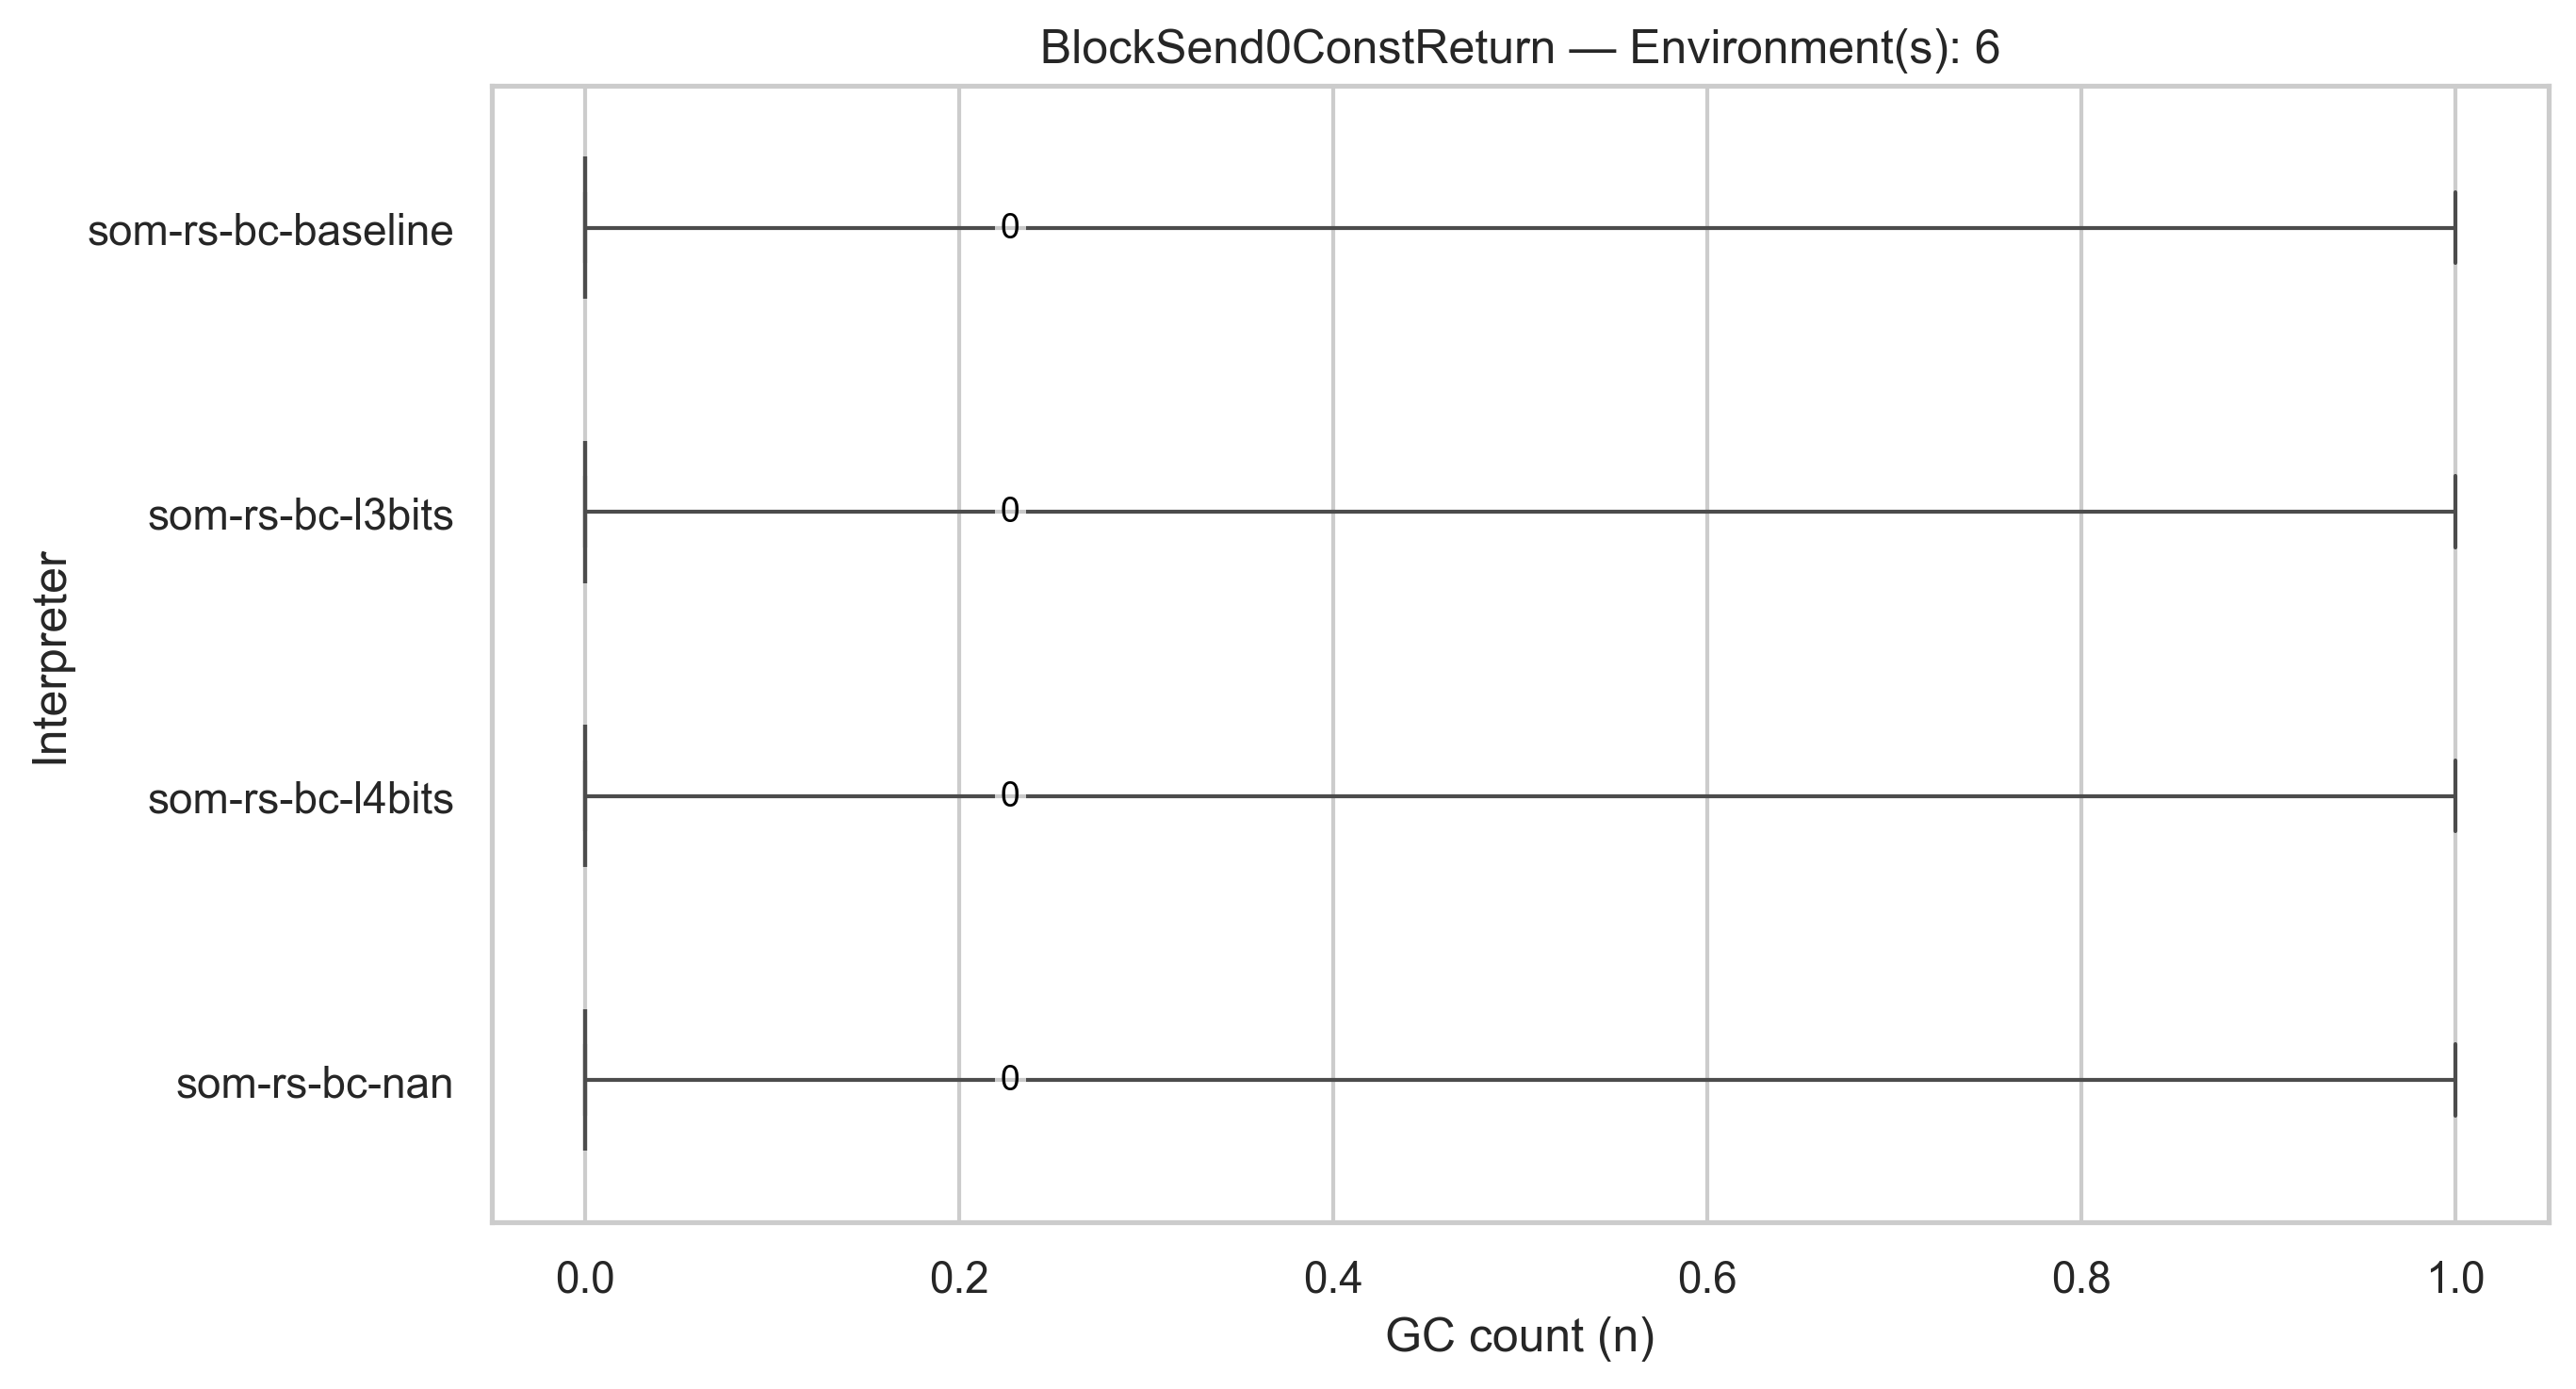 BlockSend0ConstReturn — Environment(s): 6
Interpreter
som-rs-bc-baseline
0
som-rs-bc-l3bits
0
som-rs-bc-l4bits
0
som-rs-bc-nan
0
0.0 0.2 0.4 0.6 0.8 1.0
GC count (n)